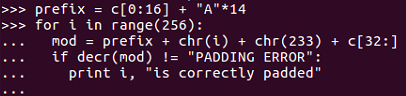 >>> prefix = c[0:16] + "A"*14
>>> for i in range(256):
...   mod = prefix + chr(i) + chr(233) + c[32:]
...   if decr(mod) != "PADDING ERROR":
...     print i, "is correctly padded"
...